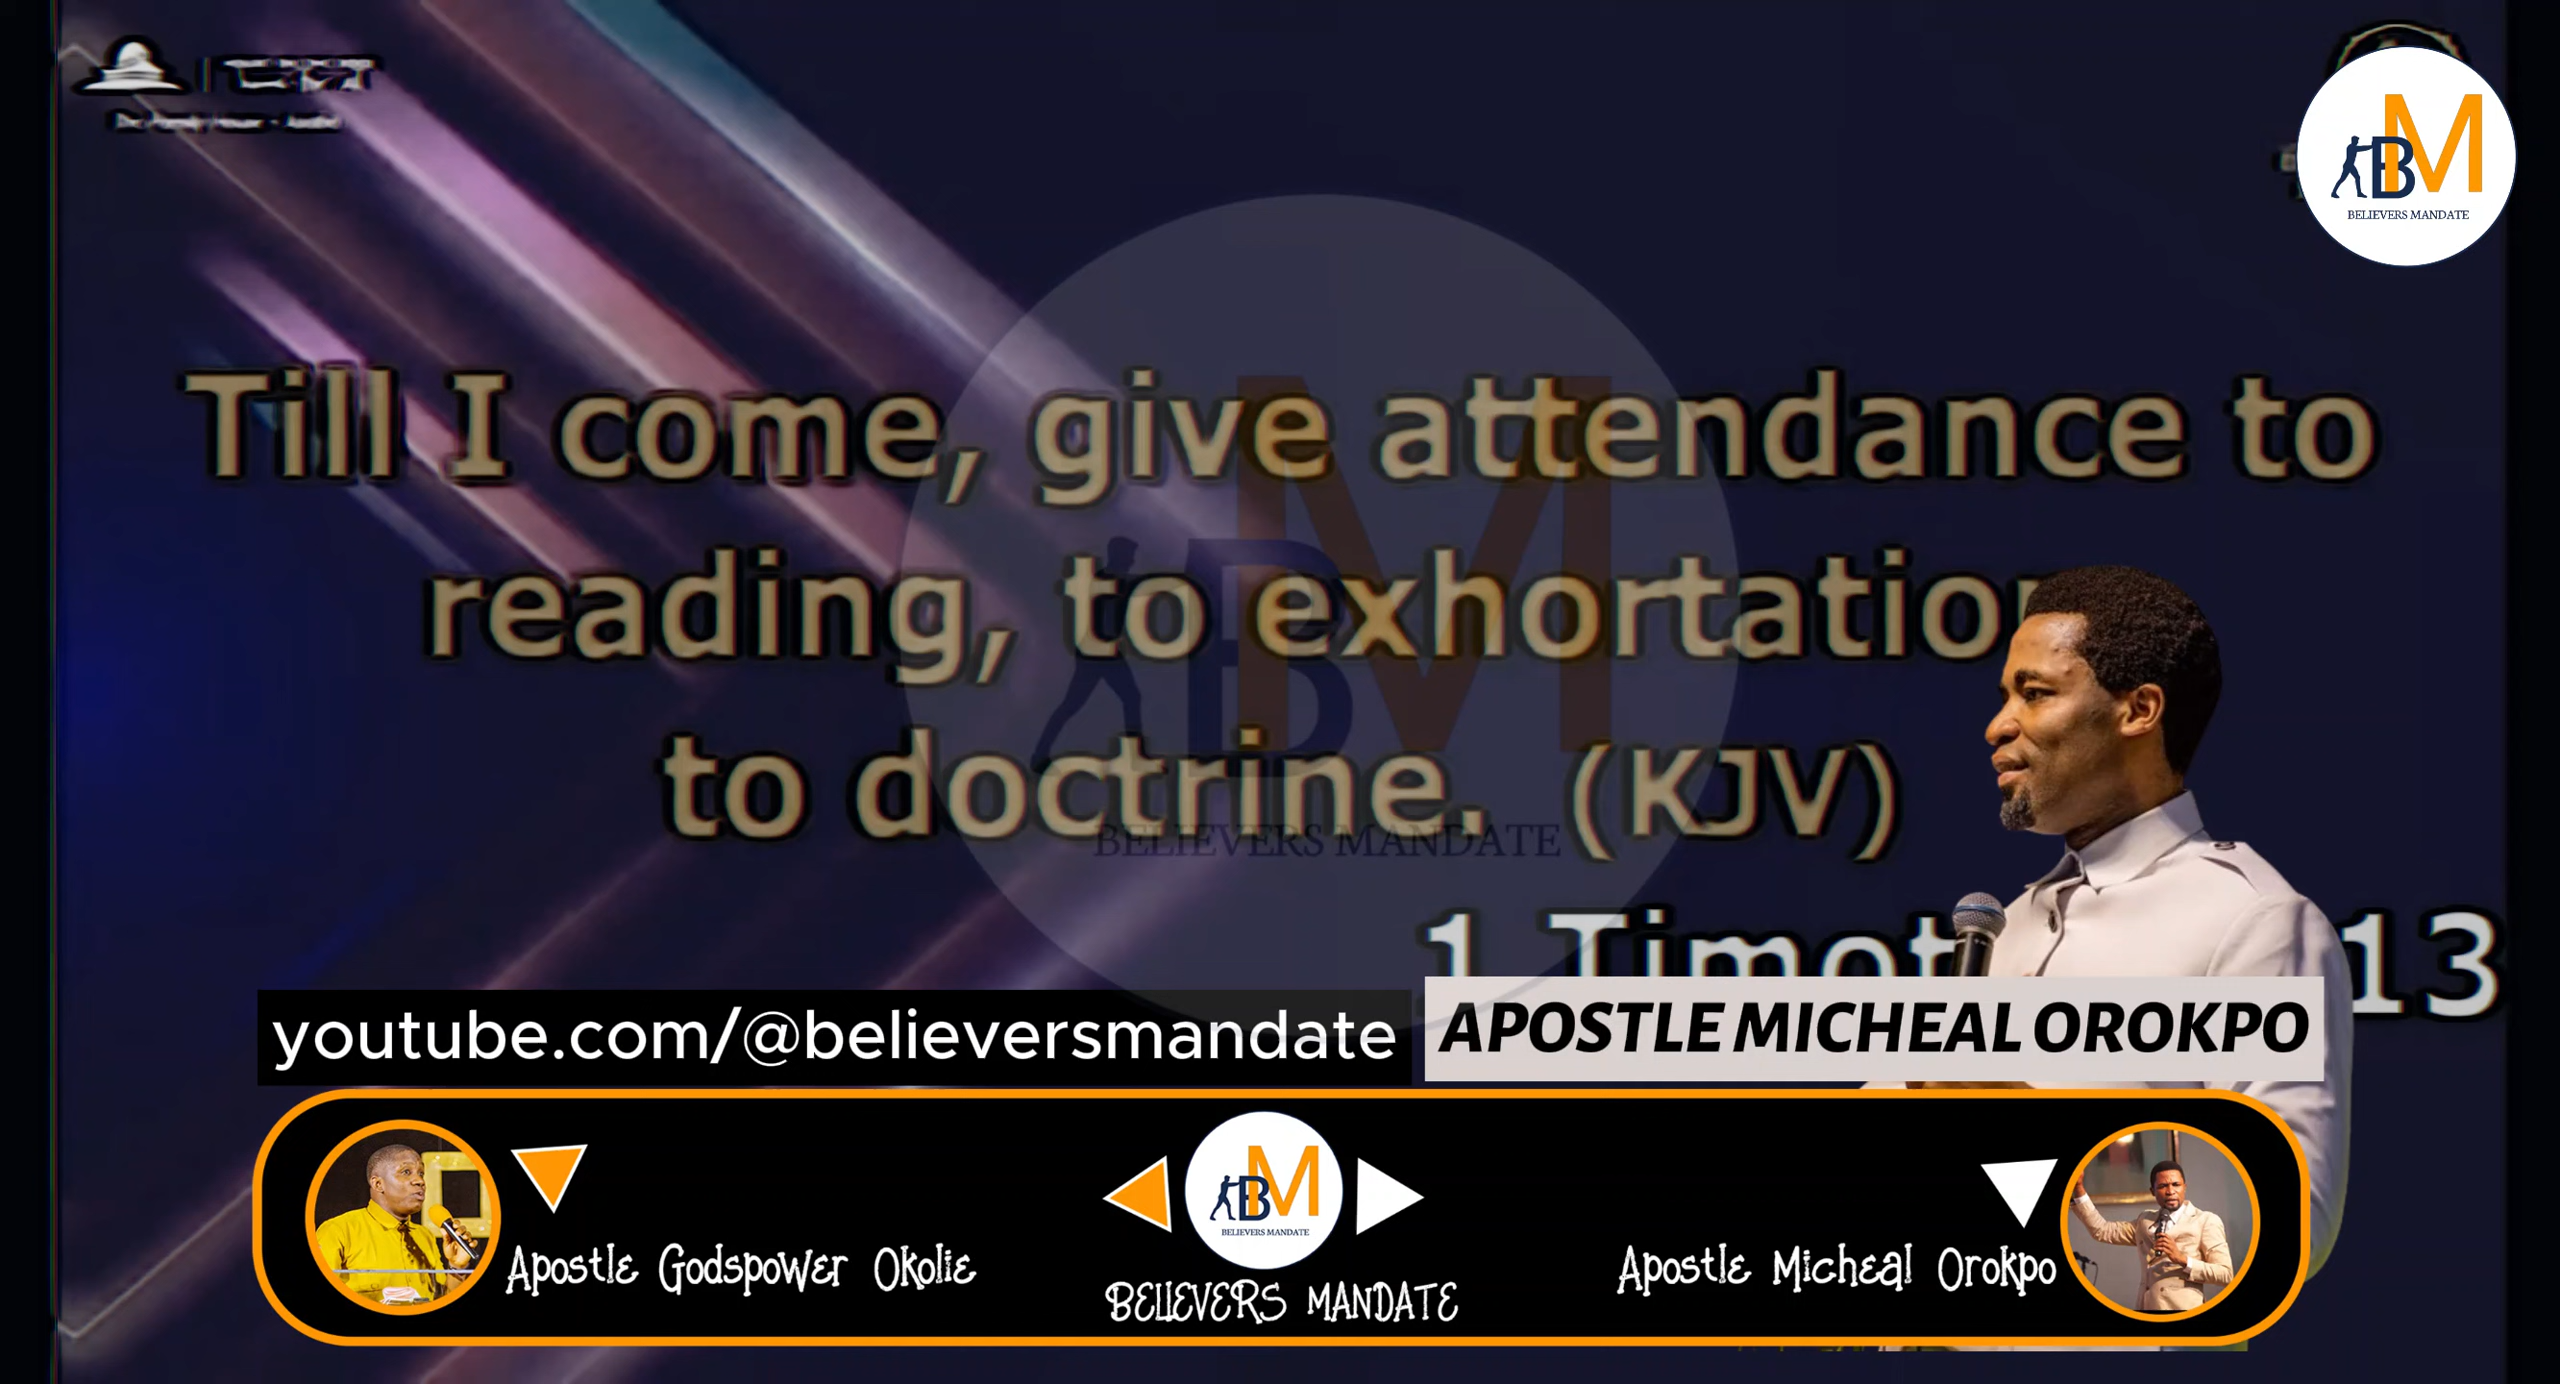 BM
BELIEVERS MANDATE
Till I come, give attendance to
reading, to exhortation
to doctrine. (KJV)
BM
BELIEVERS MANDATE
1 Timot 13
youtube.com/@believersmandate
APOSTLE MICHEAL OROKPO
BM
BELIEVERS MANDATE
Apostle Godspower Okolie
BELIEVERS MANDATE
Apostle Micheal Orokpo